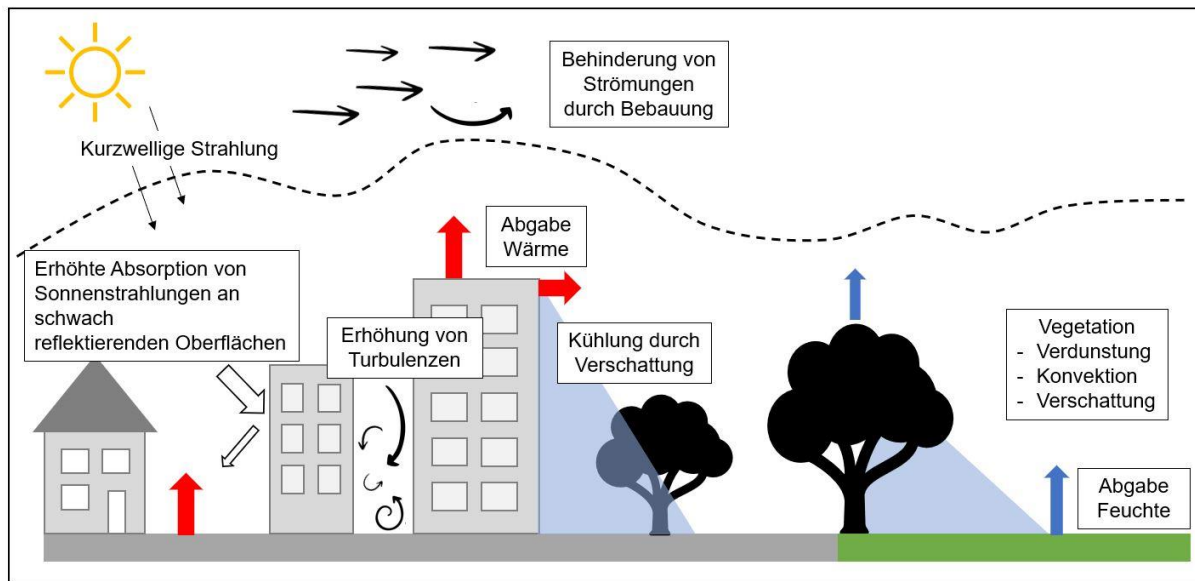 Behinderung von
Strömungen
durch Bebauung
Kurzwellige Strahlung
Abgabe
Wärme
Erhöhte Absorption von
Sonnenstrahlungen an
schwach
reflektierenden Oberflächen
Erhöhung von
Turbulenzen
Kühlung durch
Verschattung
Vegetation
- Verdunstung
- Konvektion
- Verschattung
Abgabe
Feuchte